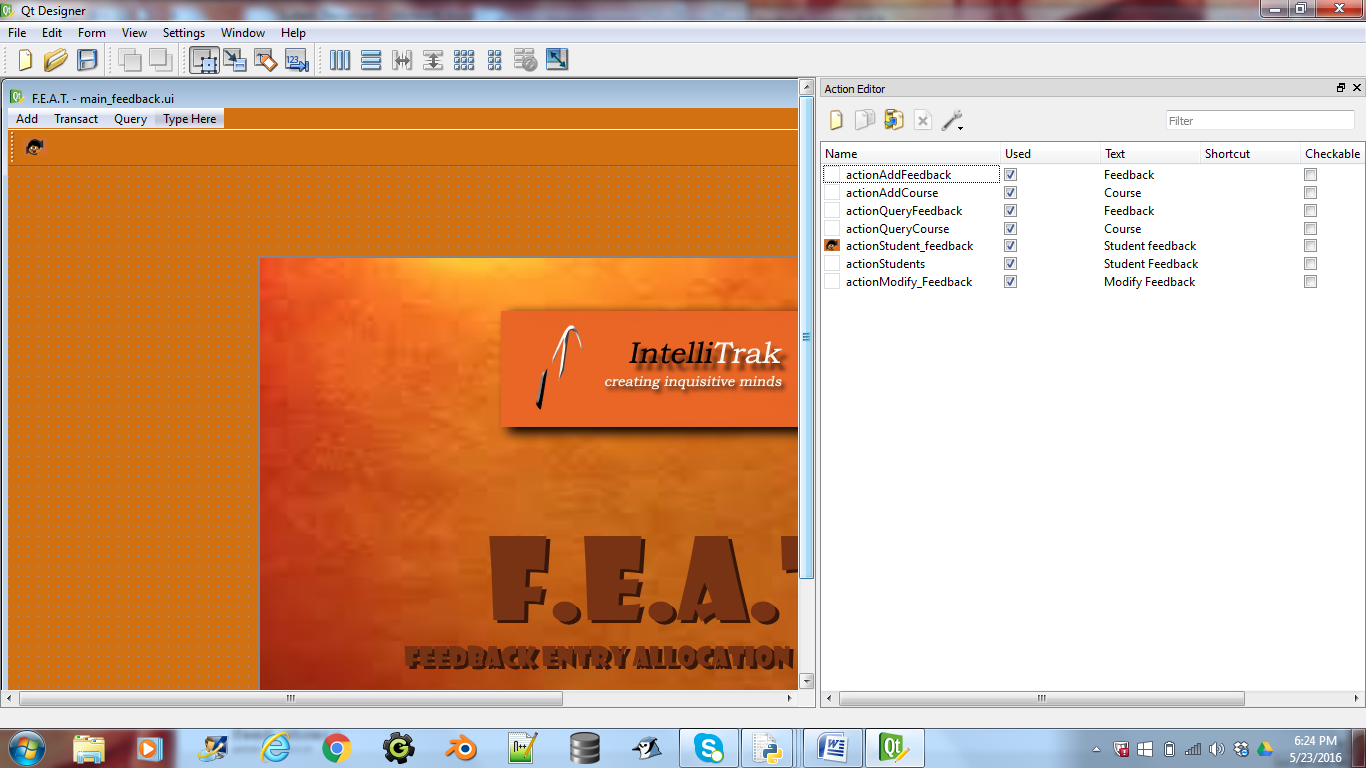 Qt Designer
File Edit Form View Settings Window Help
F.E.A.T. - main_feedback.ui
Add Transact Query Type Here
IntelliTrak
creating inquisitive minds
F.E.A.
FEEDBACK ENTRY ALLOCATION
Action Editor
Filter
Name Used Text Shortcut Checkable
actionAddFeedback Feedback
actionAddCourse Course
actionQueryFeedback Feedback
actionQueryCourse Course
actionStudent_feedback Student feedback
actionStudents Student Feedback
actionModify_Feedback Modify Feedback
6:24 PM
5/23/2016